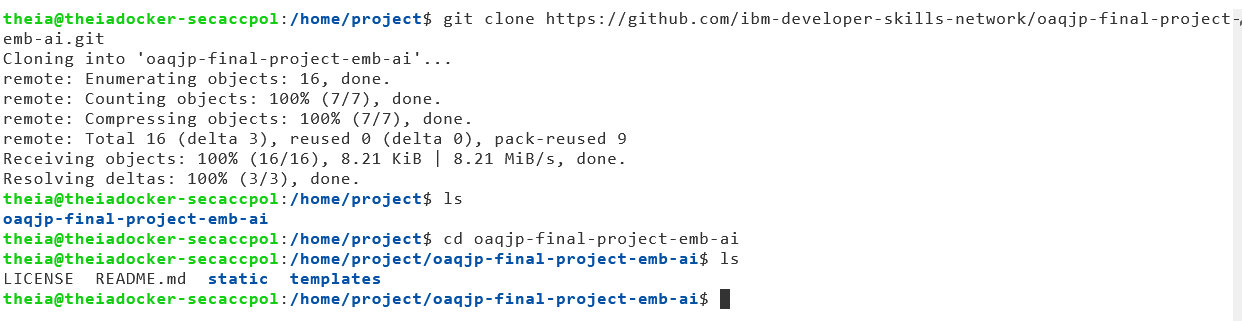 theia@theiadocker-secaccpol:/home/project$ git clone https://github.com/ibm-developer-skills-network/oaqjp-final-project-
emb-ai.git
Cloning into 'oaqjp-final-project-emb-ai'...
remote: Enumerating objects: 16, done.
remote: Counting objects: 100% (7/7), done.
remote: Compressing objects: 100% (7/7), done.
remote: Total 16 (delta 3), reused 0 (delta 0), pack-reused 9
Receiving objects: 100% (16/16), 8.21 KiB | 8.21 MiB/s, done.
Resolving deltas: 100% (3/3), done.
theia@theiadocker-secaccpol:/home/project$ ls
oaqjp-final-project-emb-ai
theia@theiadocker-secaccpol:/home/project$ cd oaqjp-final-project-emb-ai
theia@theiadocker-secaccpol:/home/project/oaqjp-final-project-emb-ai$ ls
LICENSE  README.md  static  templates
theia@theiadocker-secaccpol:/home/project/oaqjp-final-project-emb-ai$